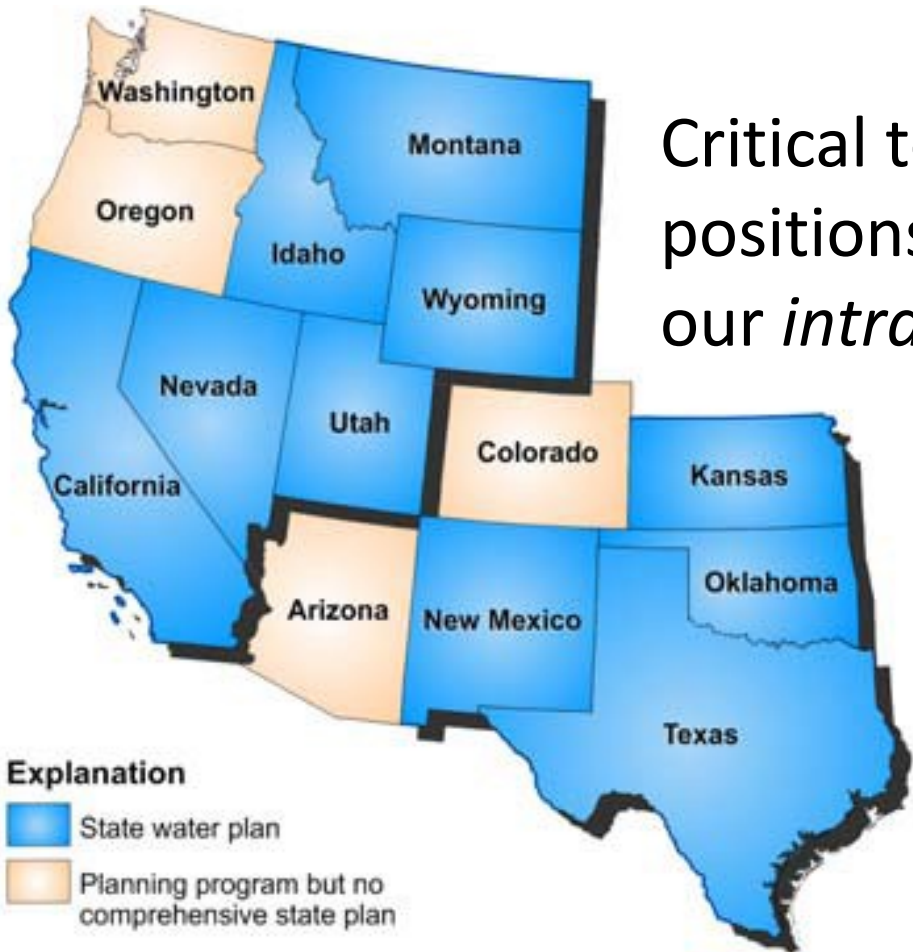 Washington
Montana
Oregon
Idaho
Wyoming
Nevada
Utah
Colorado
Kansas
California
Arizona
New Mexico
Oklahoma
Texas
Critical
positions
our
Explanation
State water plan
Planning program but no
comprehensive state plan